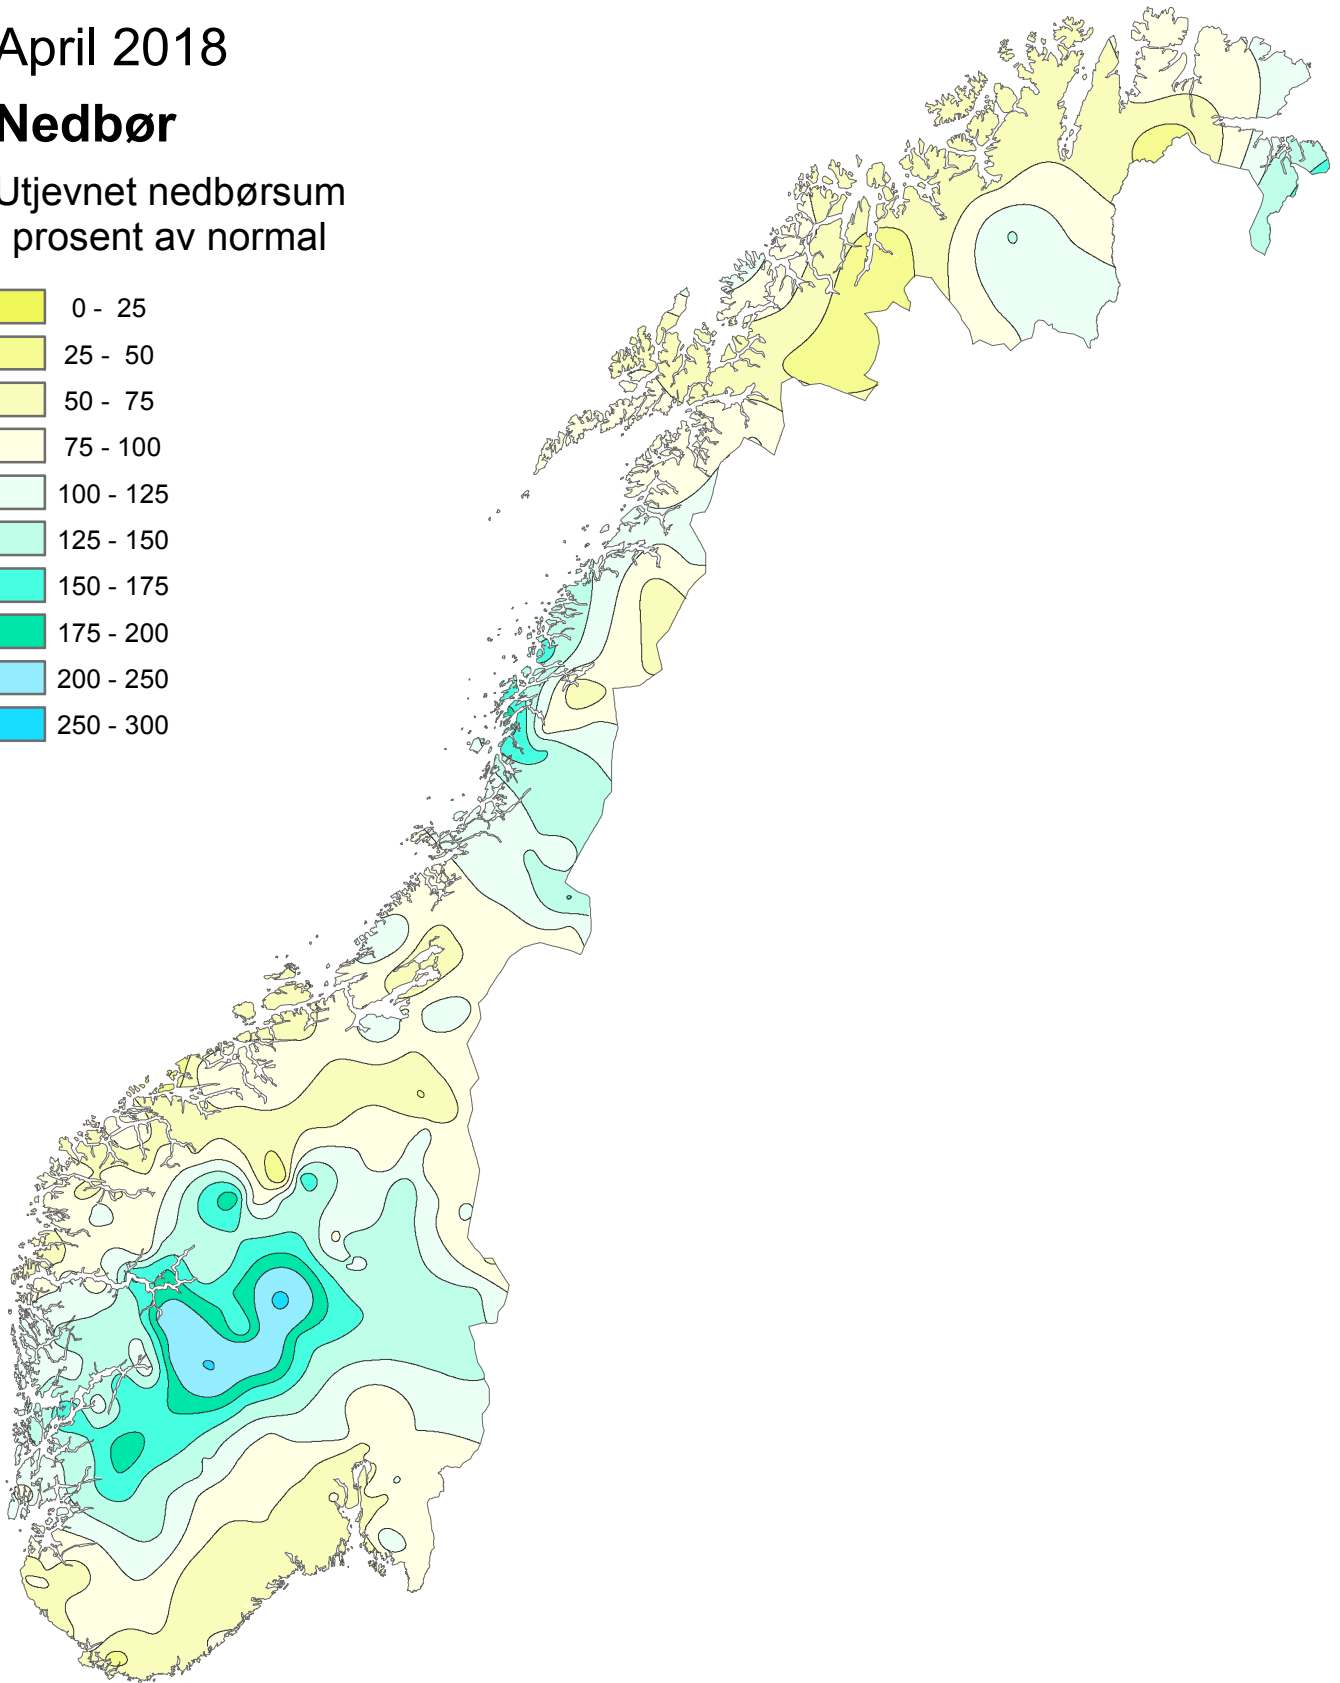 April 2018
Nedbør
Utjevnet nedbørsum
prosent av normal
0 - 25
25 - 50
50 - 75
75 - 100
100 - 125
125 - 150
150 - 175
175 - 200
200 - 250
250 - 300